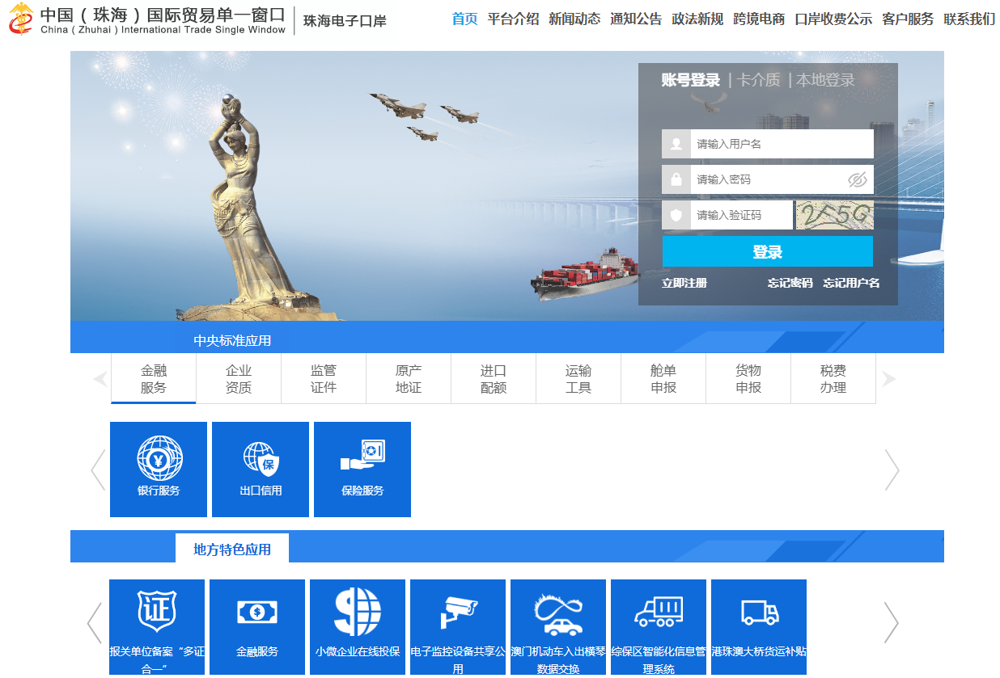 中国（珠海）国际贸易单一窗口
China ( Zhuhai ) International Trade Single Window
珠海电子口岸
首页 平台介绍 新闻动态 通知公告 政法新规 跨境电商 口岸收费公示 客户服务 联系我们
账号登录 | 卡介质 | 本地登录
请输入用户名
请输入密码
请输入验证码
登录
立即注册 忘记密码 忘记用户名
中央标准应用
金融
服务
企业
资质
监管
证件
原产
地证
进口
配额
运输
工具
舱单
申报
货物
申报
税费
办理
保
银行服务
出口信用
保险服务
地方特色应用
证
报关单位备案“多证
合一”
金融服务
小微企业在线投保
电子监控设备共享公
用
澳门机动车入出横琴
数据交换
综保区智能化信息管
理系统
港珠澳大桥货运补贴